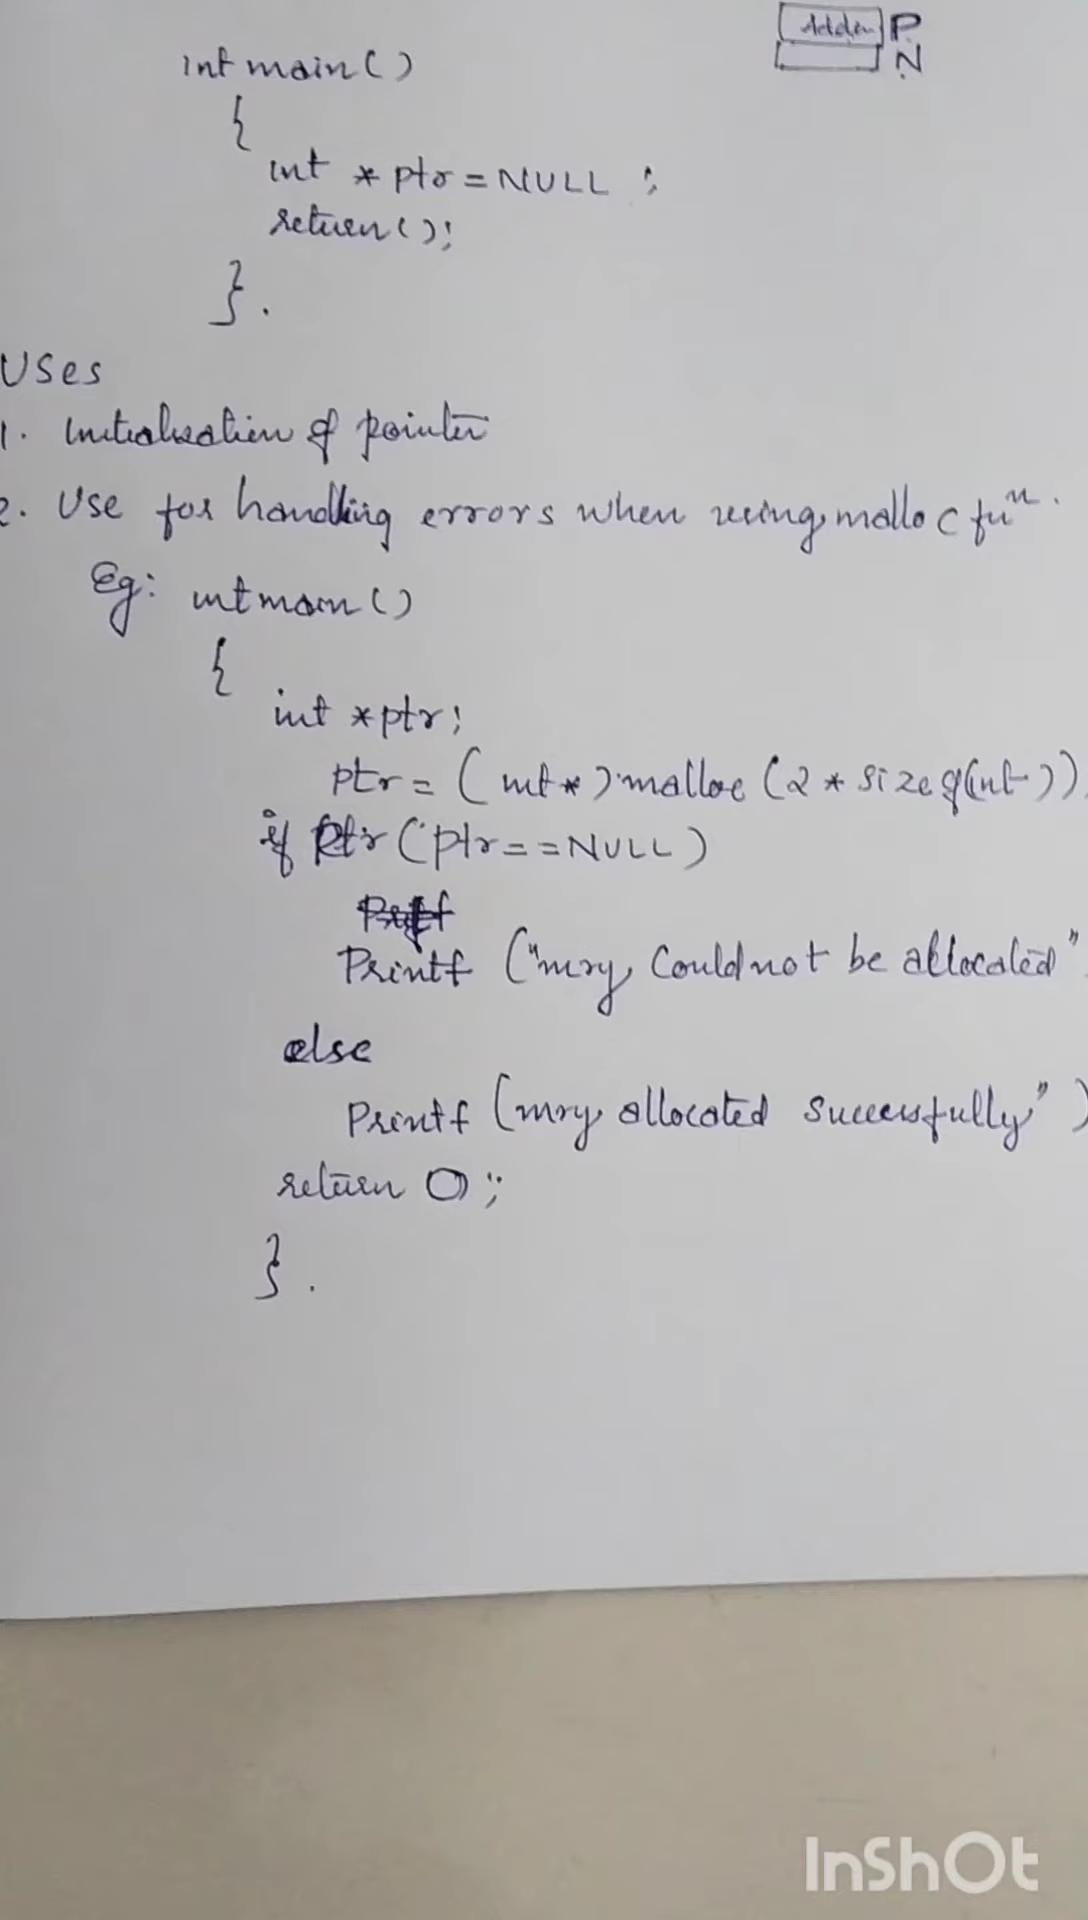 Adden P.
N.
int main()
{
int *ptr = NULL ;
return();
}.
Uses
1. Initialisation of pointer
2. Use for handling errors when using malloc fuⁿ.
Eg: int main()
{
int *ptr;
ptr = (int*) malloc (2 * sizeof(int))
if Ptr (ptr==NULL)
Printf ("mry Could not be allocated"
else
Printf (mry allocated successfully")
return 0;
}.
InShOt